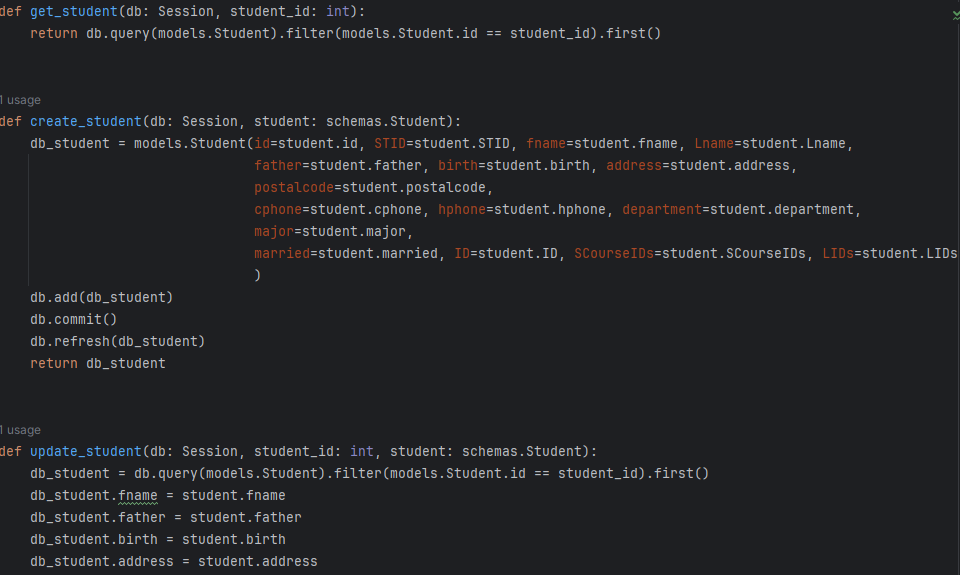 def get_student(db: Session, student_id: int):
    return db.query(models.Student).filter(models.Student.id == student_id).first()
1 usage
def create_student(db: Session, student: schemas.Student):
    db_student = models.Student(id=student.id, STID=student.STID, fname=student.fname, Lname=student.Lname,
                                father=student.father, birth=student.birth, address=student.address,
                                postalcode=student.postalcode,
                                cphone=student.cphone, hphone=student.hphone, department=student.department,
                                major=student.major,
                                married=student.married, ID=student.ID, SCourseIDs=student.SCourseIDs, LIDs=student.LIDs
                                )
    db.add(db_student)
    db.commit()
    db.refresh(db_student)
    return db_student
1 usage
def update_student(db: Session, student_id: int, student: schemas.Student):
    db_student = db.query(models.Student).filter(models.Student.id == student_id).first()
    db_student.fname = student.fname
    db_student.father = student.father
    db_student.birth = student.birth
    db_student.address = student.address